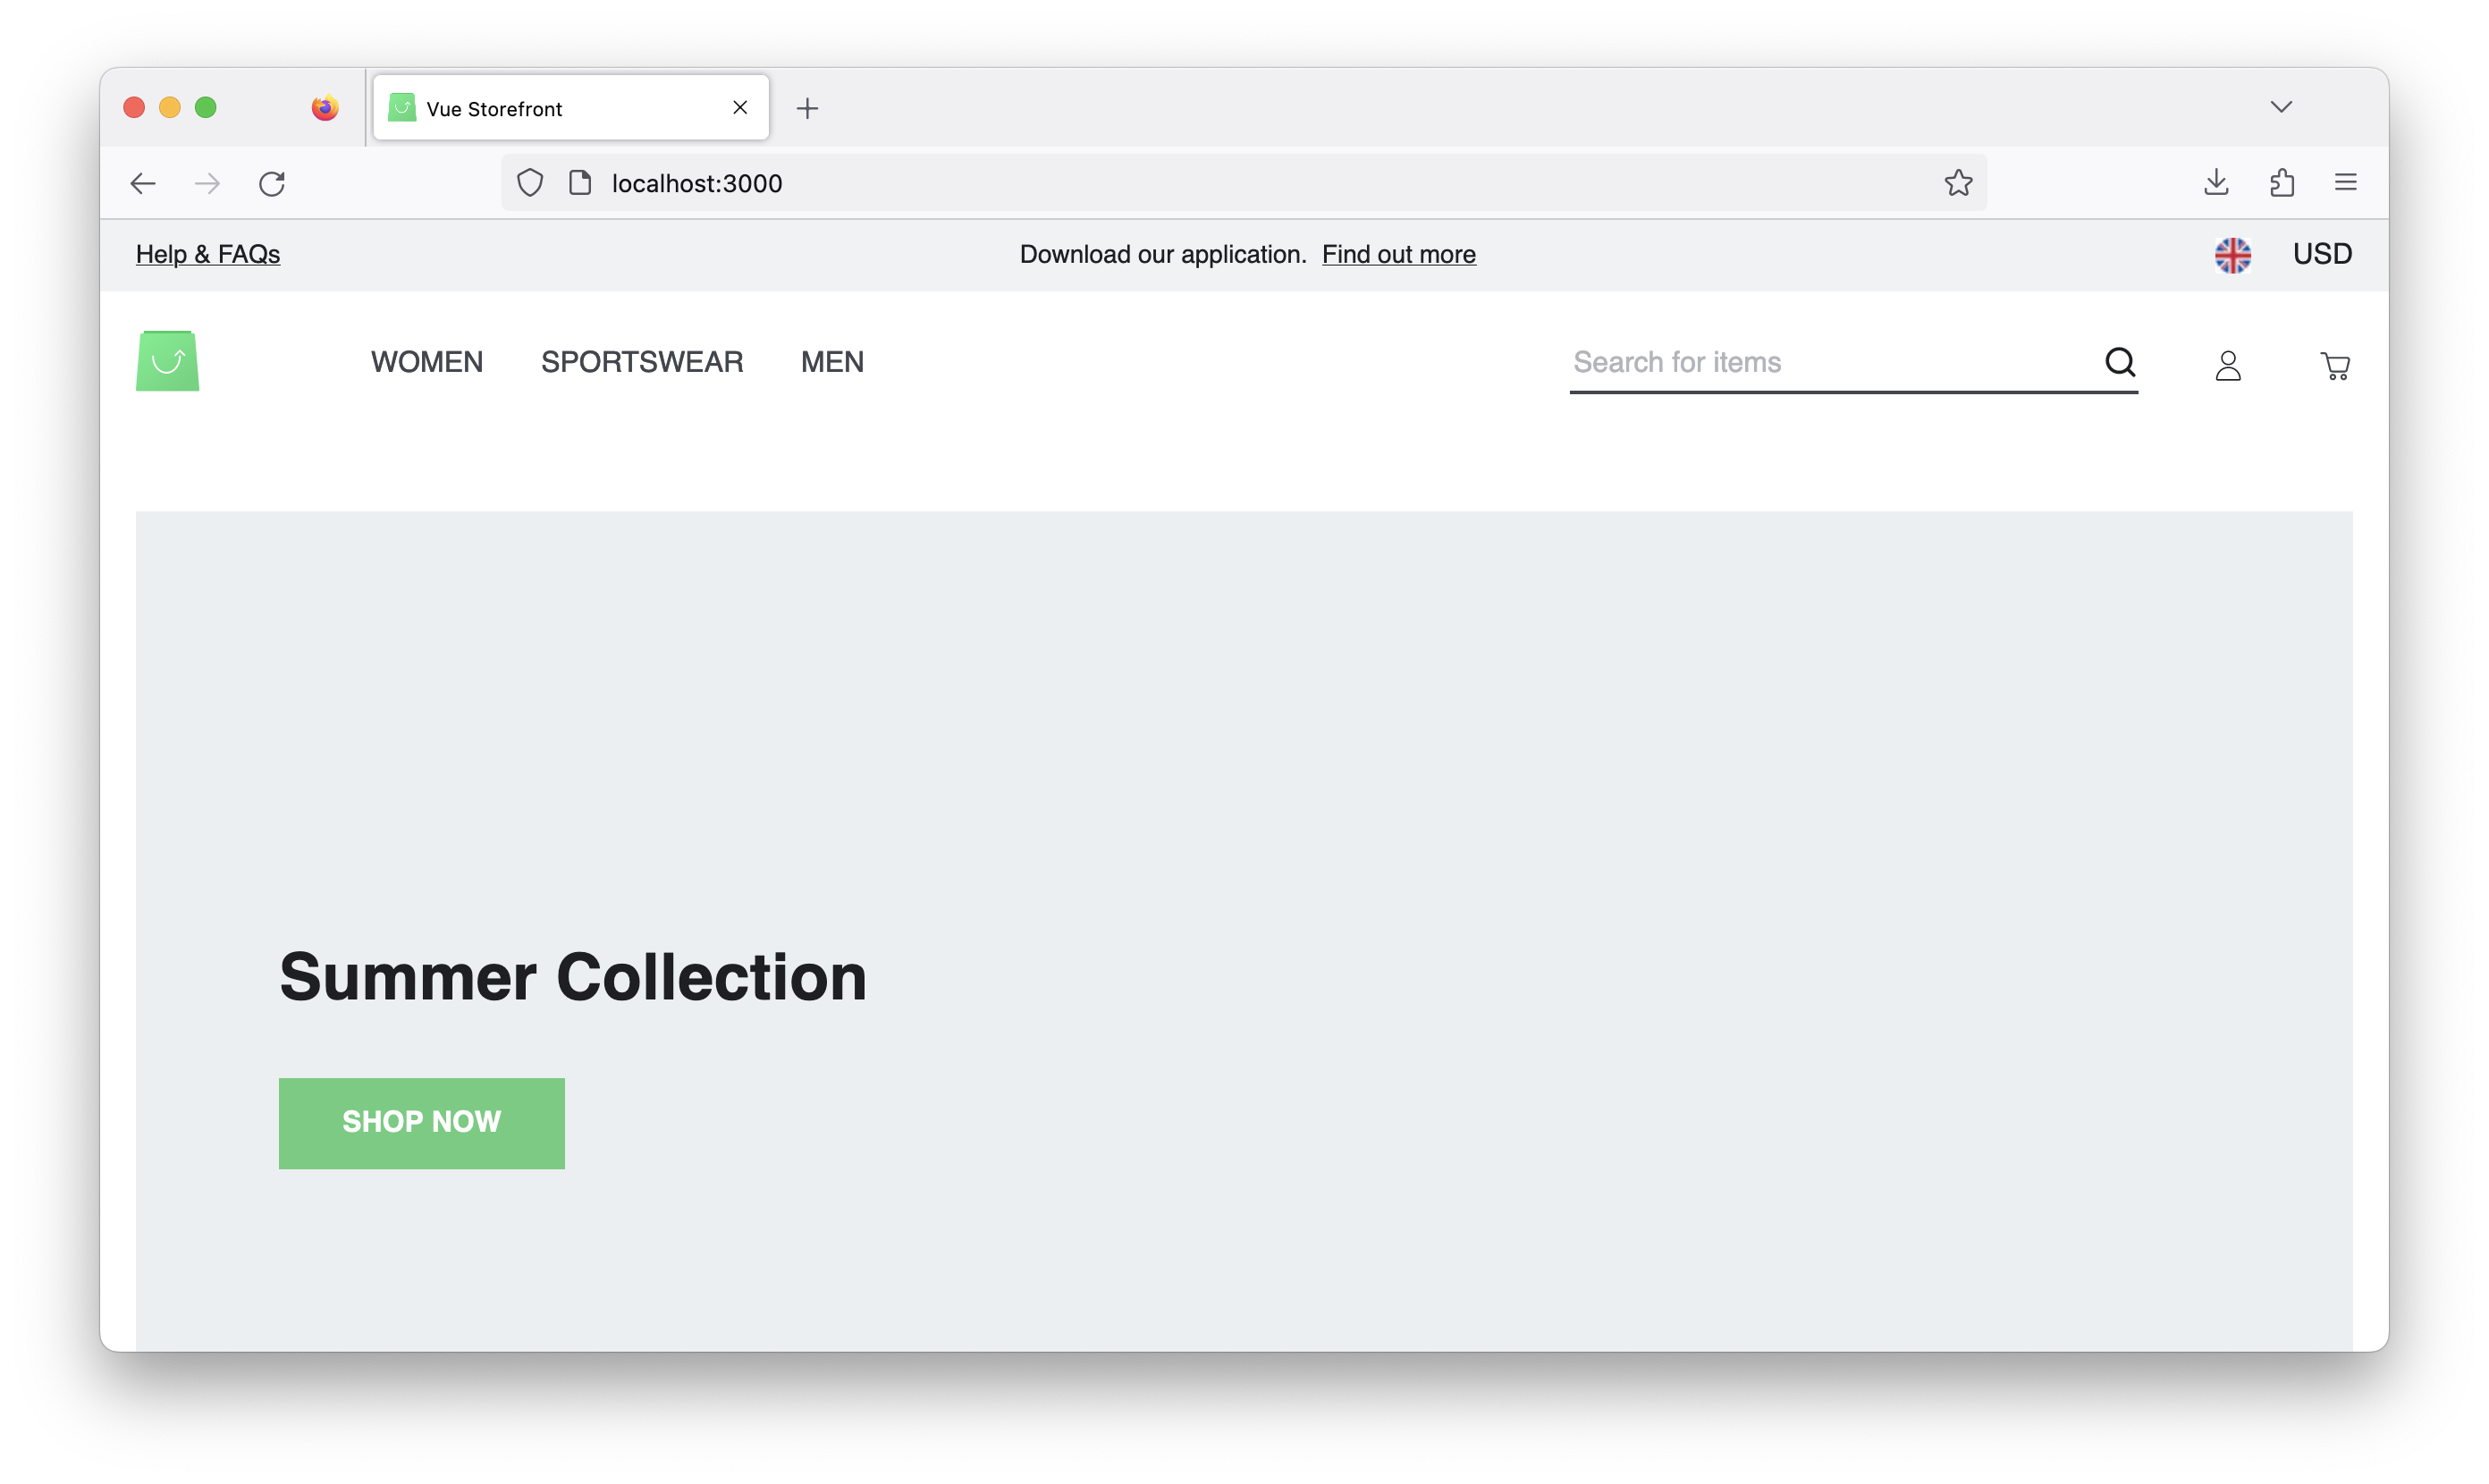 Vue Storefront
localhost:3000
Help & FAQs
Download our application. Find out more
USD
WOMEN SPORTSWEAR MEN
Search for items
Summer Collection
SHOP NOW